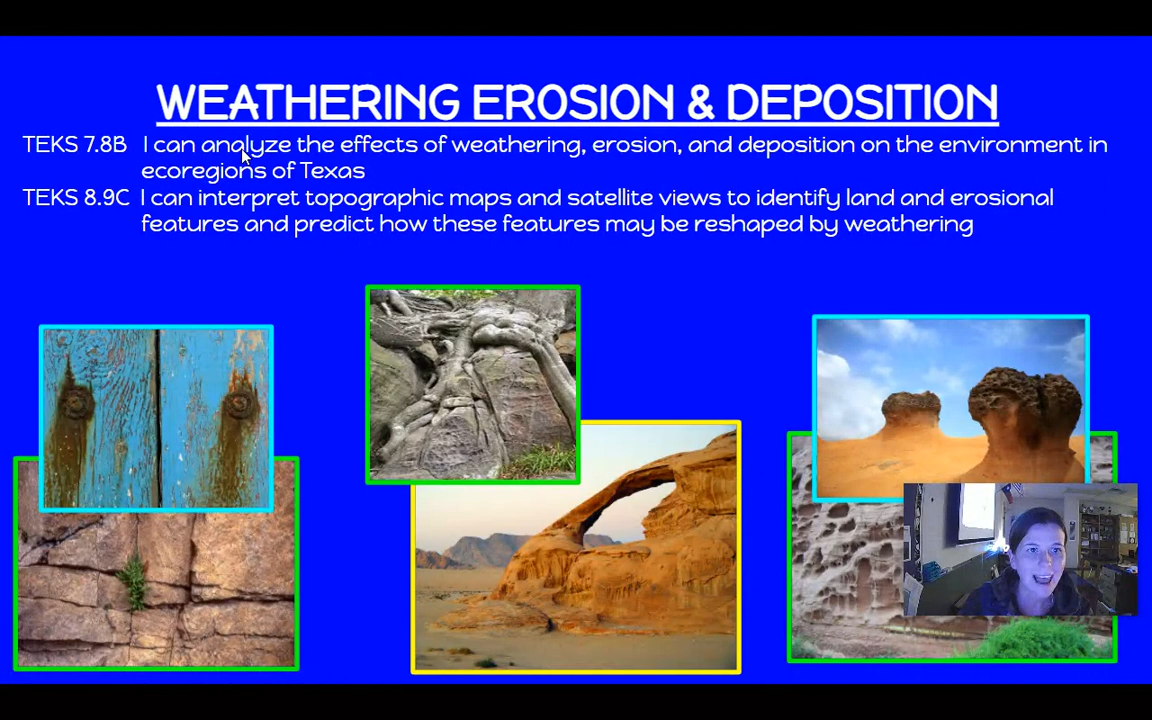 WEATHERING EROSION & DEPOSITION
TEKS 7.8B I can analyze the effects of weathering, erosion, and deposition on the environment in
ecoregions of Texas
TEKS 8.9C I can interpret topographic maps and satellite views to identify land and erosional
features and predict how these features may be reshaped by weathering